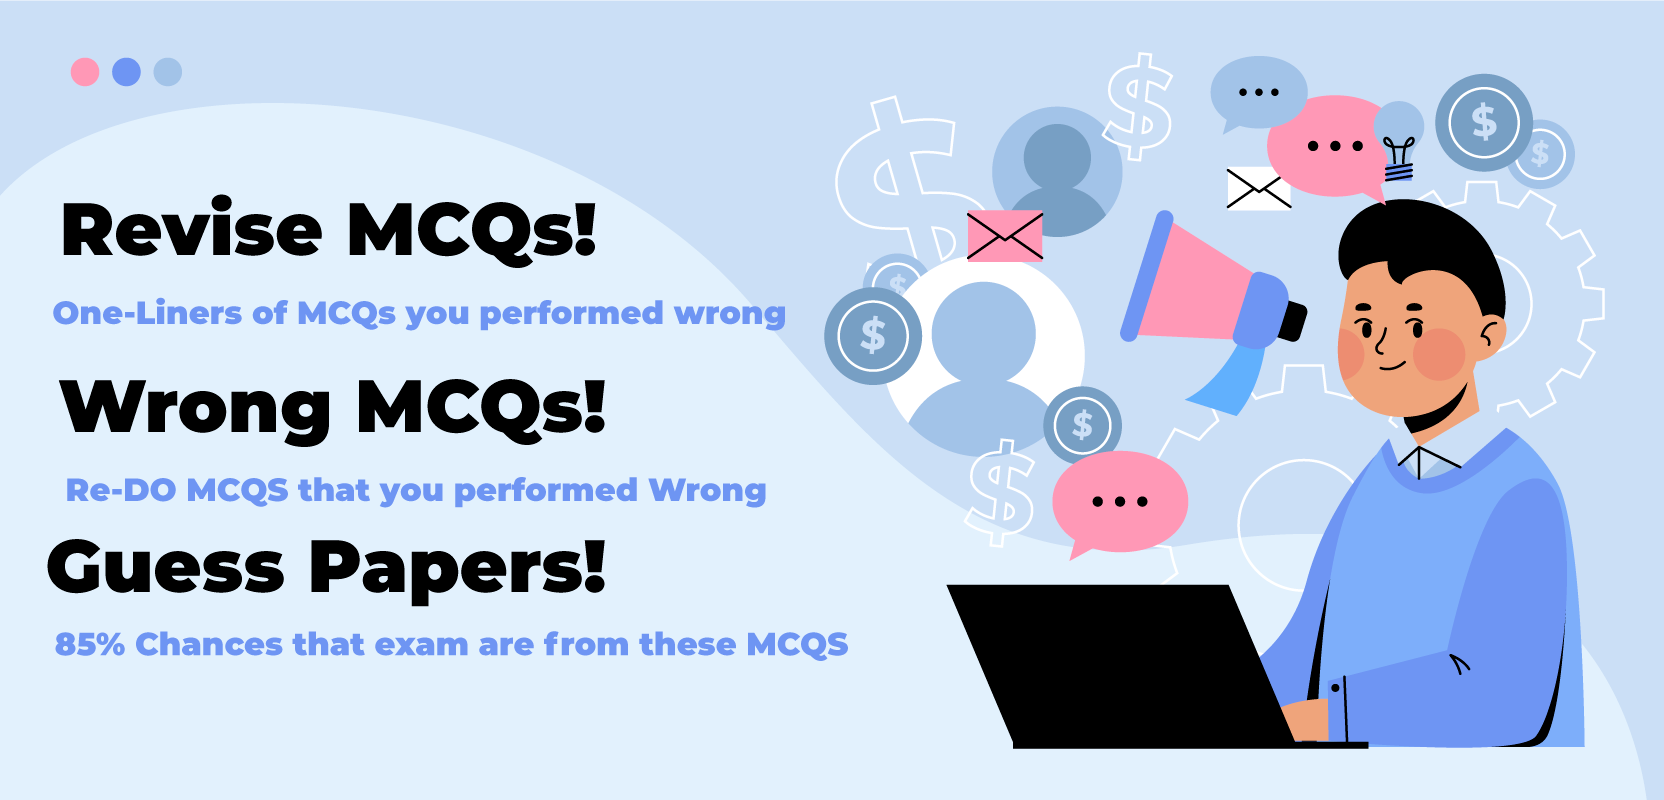 Revise MCQs!
One-Liners of MCQs you performed wrong
Wrong MCQs!
Re-DO MCQS that you performed Wrong
Guess Papers!
85% Chances that exam are from these MCQS
$
$
$
$
$
$
$
$